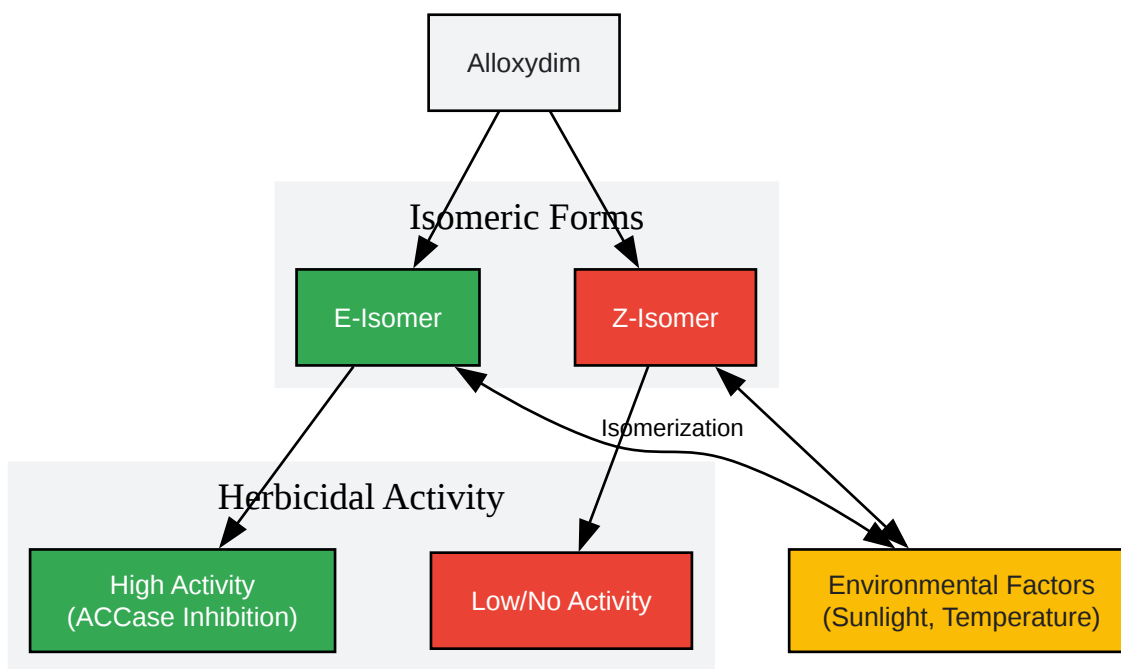 Alloxydim
Isomeric Forms
E-Isomer
Z-Isomer
Isomerization
Herbicidal Activity
High Activity
(ACCase Inhibition)
Low/No Activity
Environmental Factors
(Sunlight, Temperature)